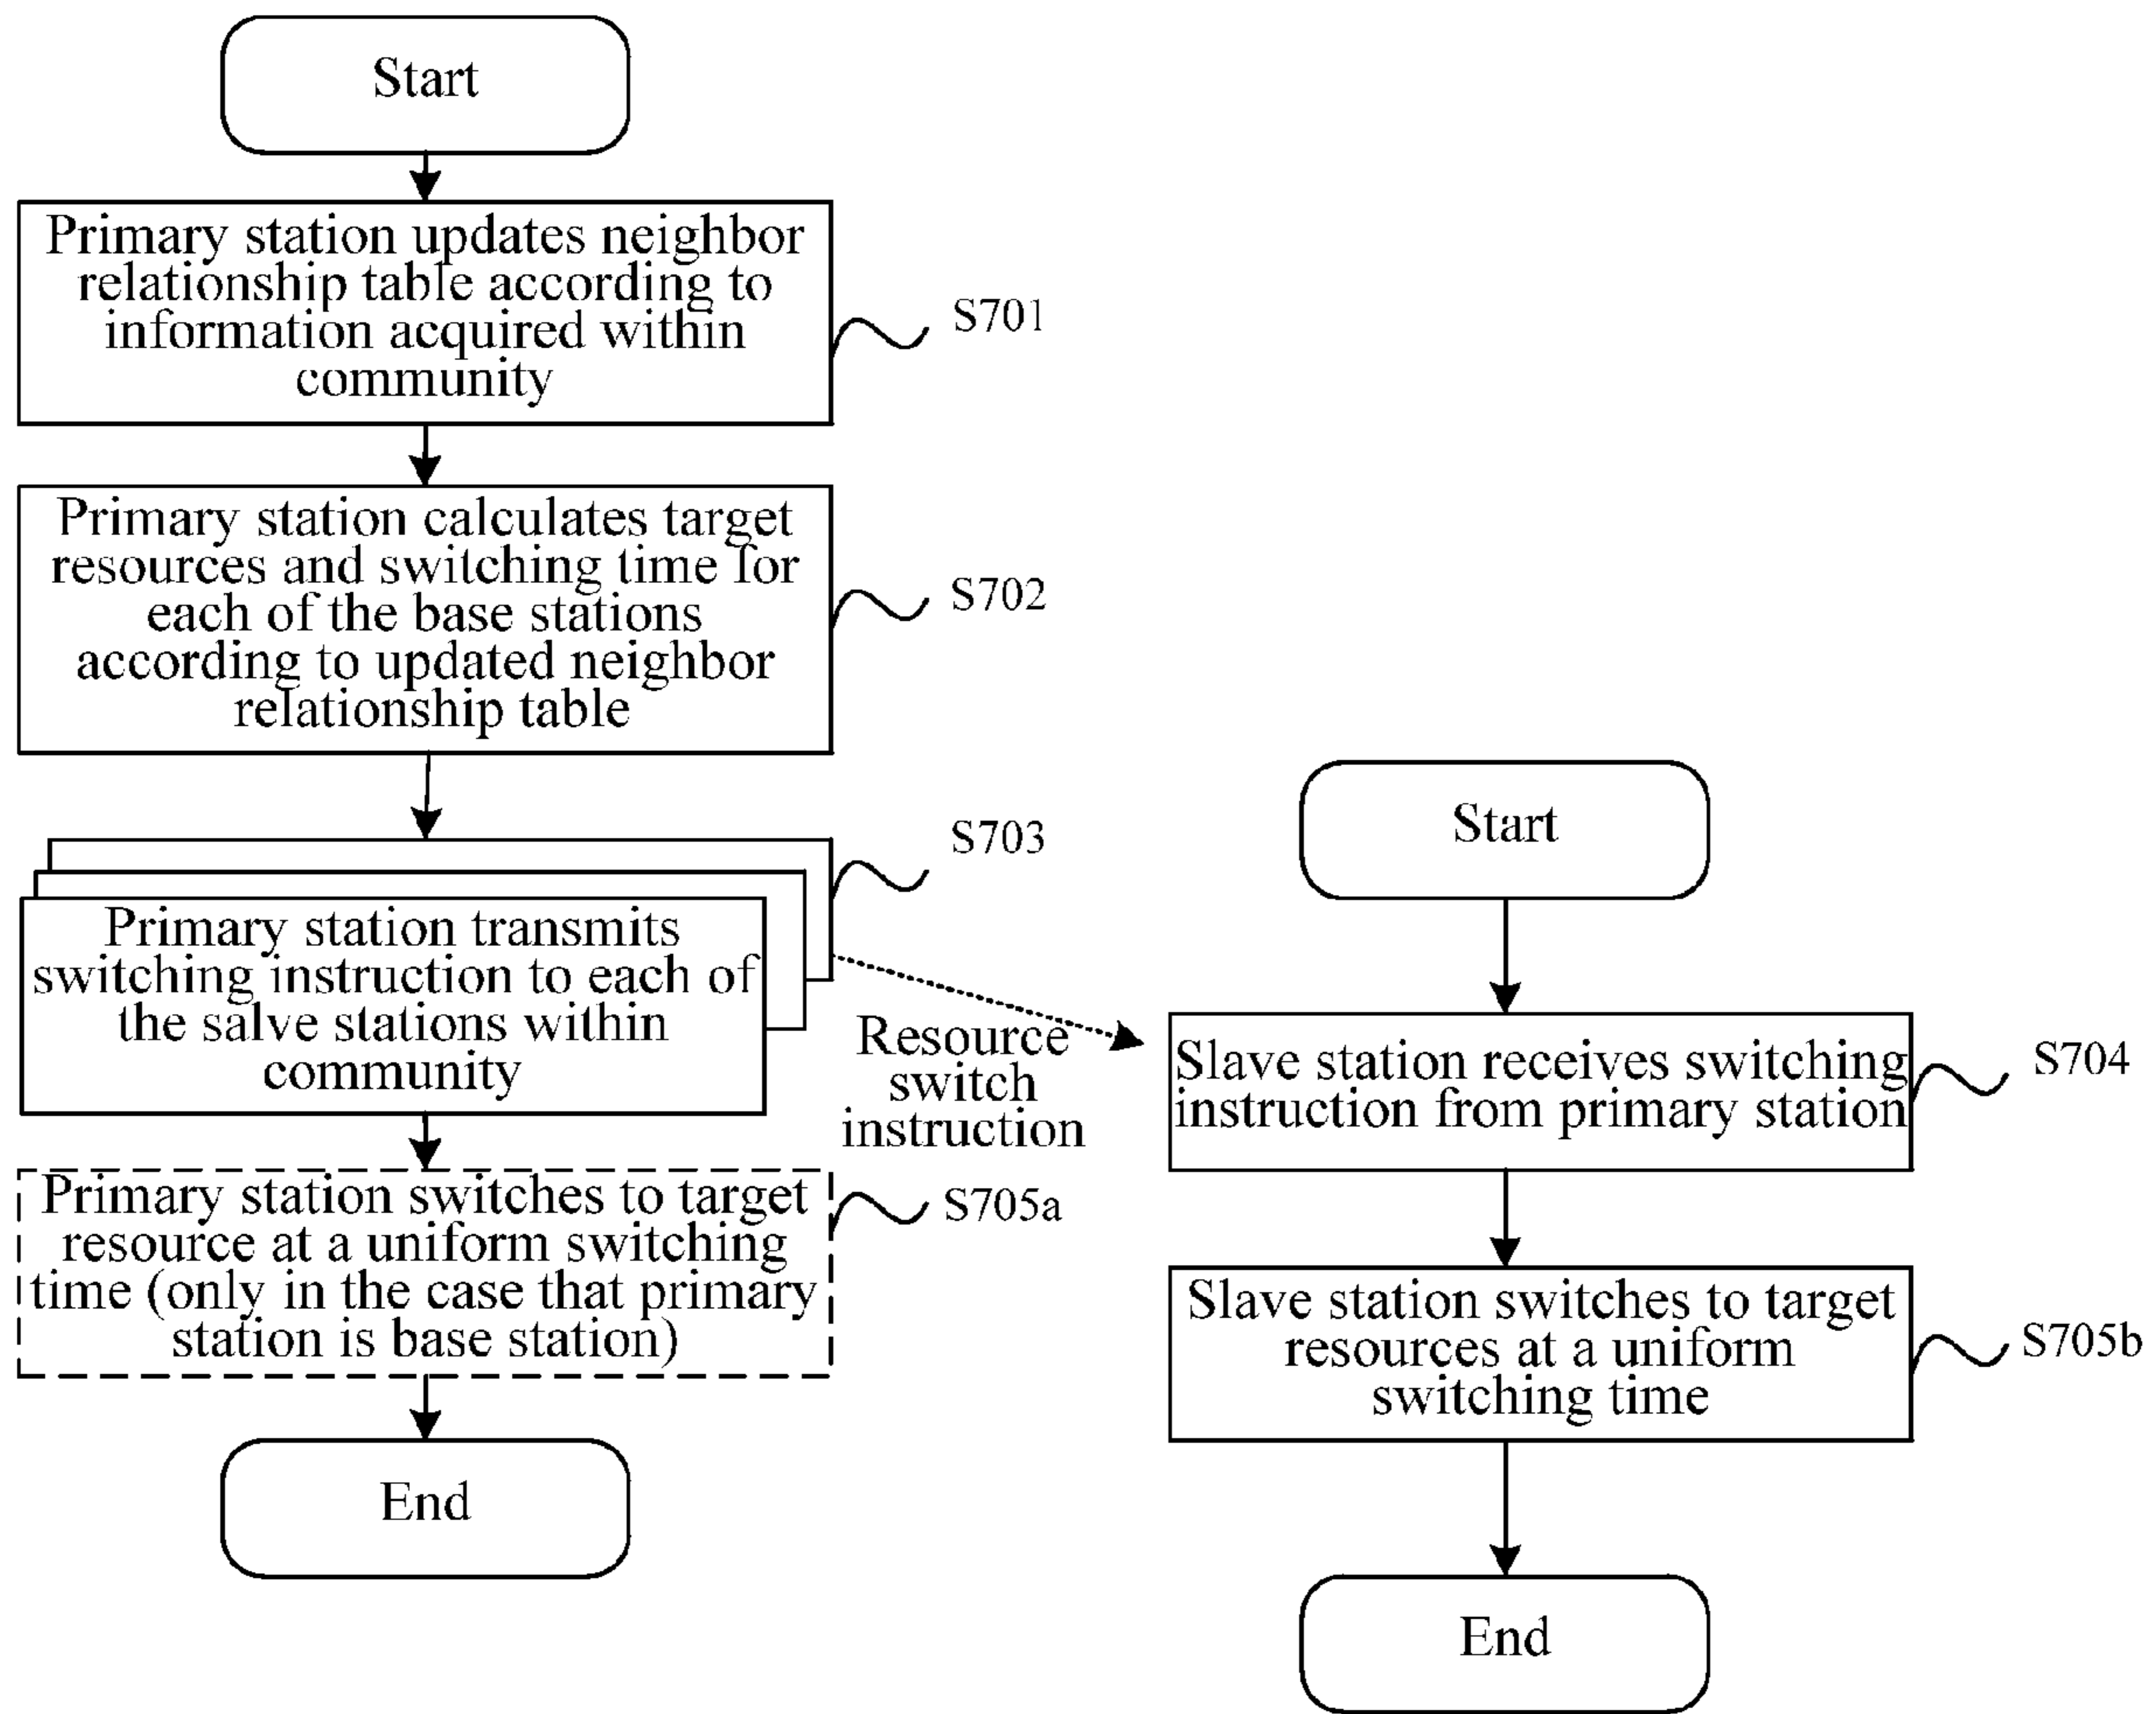 Start
Primary station updates neighbor
relationship table according to
information acquired within
community
S701
Primary station calculates target
resources and switching time for
each of the base stations
according to updated neighbor
relationship table
S702
Primary station transmits
switching instruction to each of
the salve stations within
community
S703
Resource
switch
instruction
Primary station switches to target
resource at a uniform switching
time (only in the case that primary
station is base station)
S705a
End
Start
Slave station receives switching
instruction from primary station
S704
Slave station switches to target
resources at a uniform
switching time
S705b
End